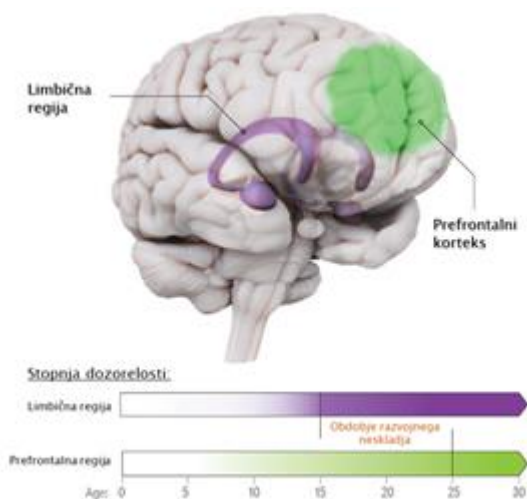 Limbična
regija
Prefrontalni
korteks
Stopnja dozorelosti:
Limbična regija
Obdobje razvojnega
neskladja
Prefrontalna regija
Age: 0 5 10 15 20 25 30